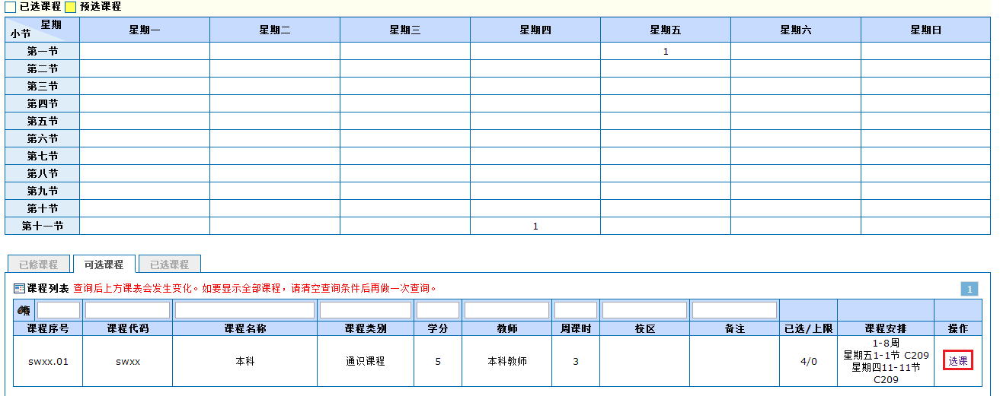 已选课程 预选课程
星期
小节
星期一 星期二 星期三 星期四 星期五 星期六 星期日
第一节 1
第二节
第三节
第四节
第五节
第六节
第七节
第八节
第九节
第十节
第十一节 1
已修课程 可选课程 已选课程
课程列表 查询后上方课表会发生变化。如要显示全部课程，请清空查询条件后再做一次查询。 1
课程序号 课程代码 课程名称 课程类别 学分 教师 周课时 校区 备注 已选/上限 课程安排 操作
swxx.01 swxx 本科 通识课程 5 本科教师 3 4/0 1-8周 选课
星期五1-1节 C209
星期四11-11节
C209